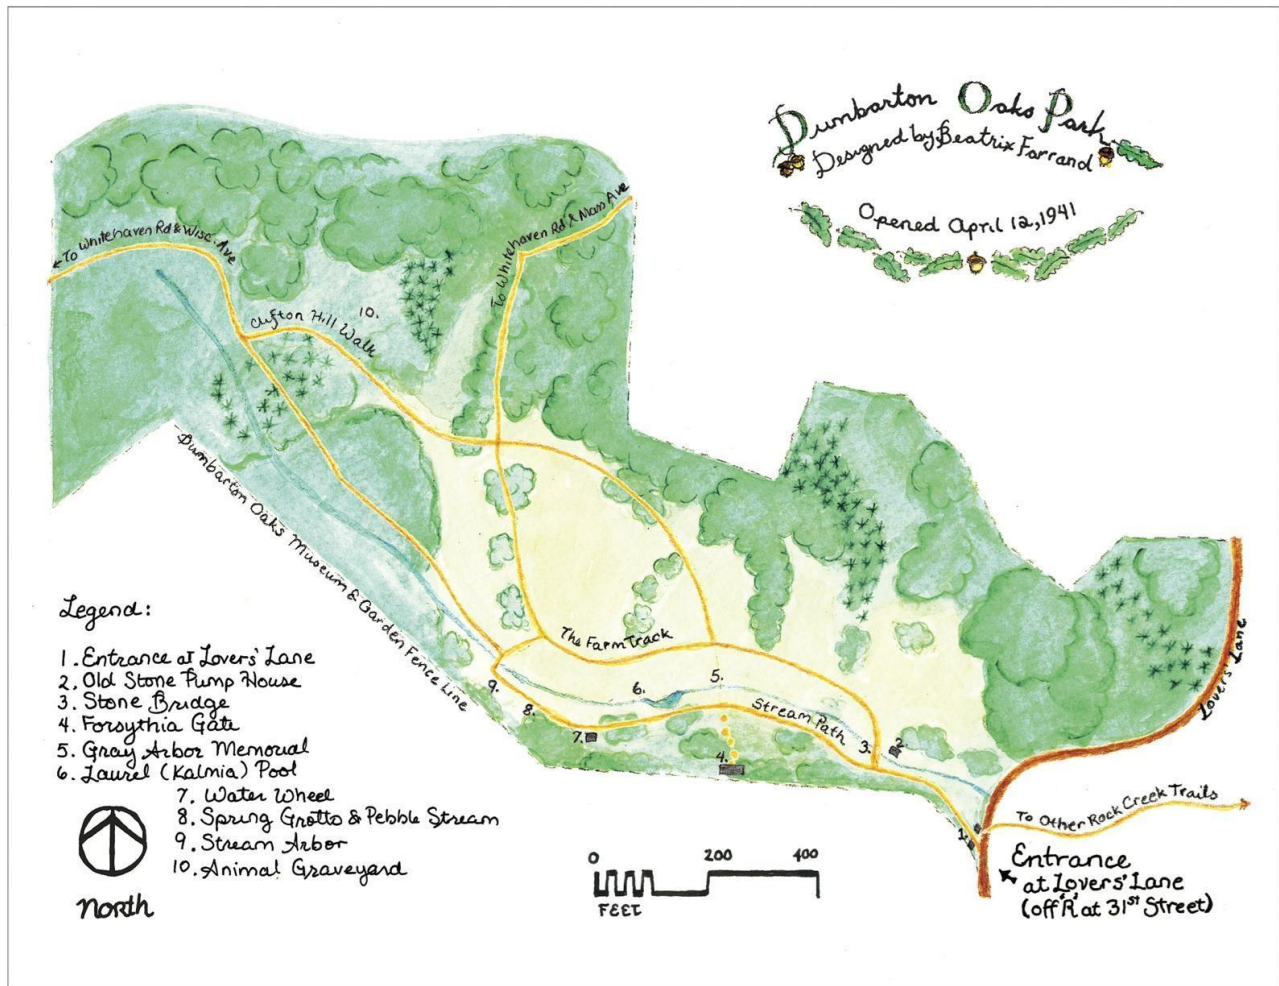 Dumbarton Oaks Park
Designed by Beatrix Farrand
Opened April 12, 1941
← To Whitehaven Rd & Wisc. Ave
To Whitehaven Rd & Mass Ave
Clifton Hill Walk
10.
Dumbarton Oaks Museum & Garden Fence Line
The Farm Track
5.
6.
9.
8.
7.
4.
Stream Path
3.
2.
1.
Lovers' Lane
To Other Rock Creek Trails
Entrance
at Lovers' Lane
(off 'R' at 31st Street)
Legend:
1. Entrance at Lovers' Lane
2. Old Stone Pump House
3. Stone Bridge
4. Forsythia Gate
5. Gray Arbor Memorial
6. Laurel (Kalmia) Pool
7. Water Wheel
8. Spring Grotto & Pebble Stream
9. Stream Arbor
10. Animal Graveyard
North
0 200 400
FEET